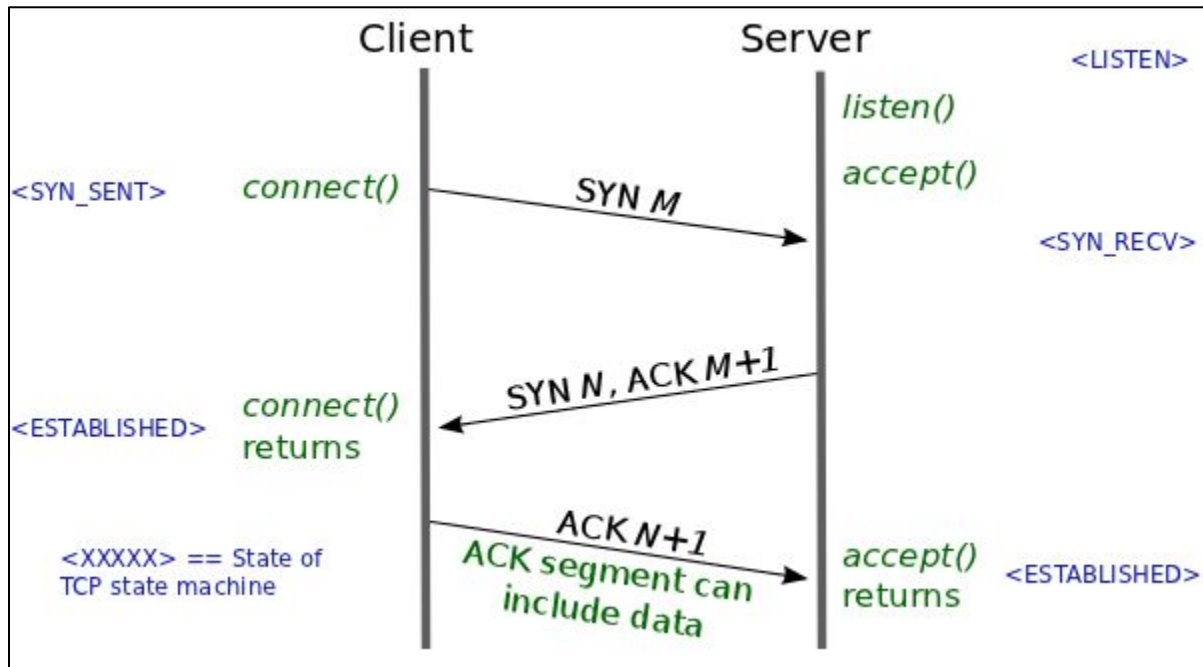 Client
Server
<LISTEN>
listen()
accept()
<SYN_SENT>
connect()
SYN M
<SYN_RECV>
SYN N, ACK M+1
<ESTABLISHED>
connect()
returns
ACK N+1
ACK segment can
include data
<XXXXX> == State of
TCP state machine
accept()
returns
<ESTABLISHED>